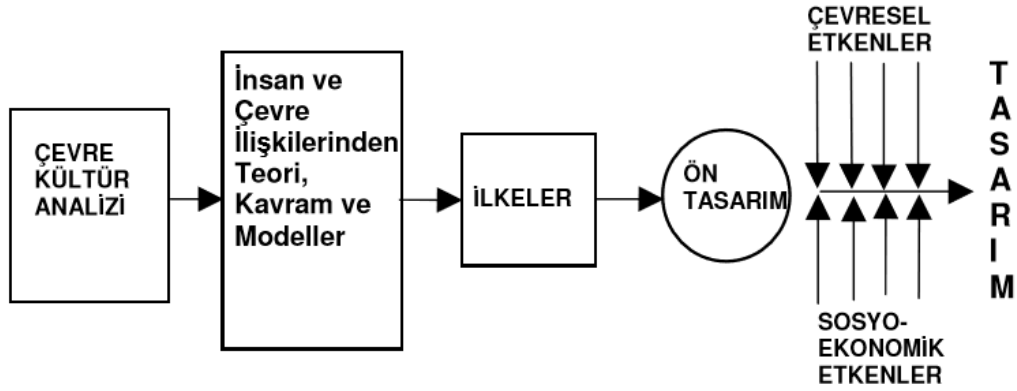 ÇEVRE
KÜLTÜR
ANALİZİ
İnsan ve
Çevre
İlişkilerinden
Teori,
Kavram ve
Modeller
İLKELER
ÖN
TASARIM
ÇEVRESEL
ETKENLER
SOSYO-
EKONOMİK
ETKENLER
T
A
S
A
R
I
M